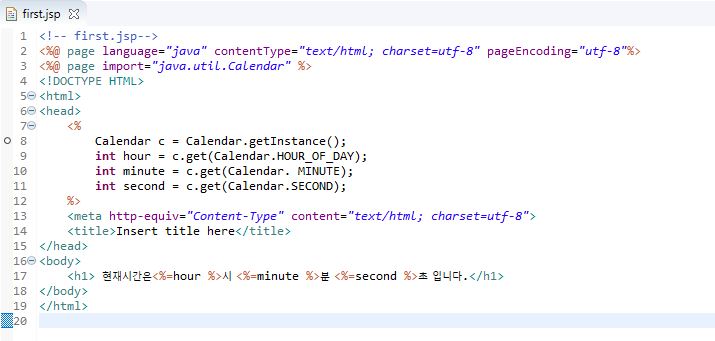 first.jsp
1 <!-- first.jsp-->
2 <%@ page language="java" contentType="text/html; charset=utf-8" pageEncoding="utf-8"%>
3 <%@ page import="java.util.Calendar" %>
4 <!DOCTYPE HTML>
5 <html>
6 <head>
7     <%
8         Calendar c = Calendar.getInstance();
9         int hour = c.get(Calendar.HOUR_OF_DAY);
10         int minute = c.get(Calendar. MINUTE);
11         int second = c.get(Calendar.SECOND);
12     %>
13     <meta http-equiv="Content-Type" content="text/html; charset=utf-8">
14     <title>Insert title here</title>
15 </head>
16 <body>
17     <h1> 현재시간은<%=hour %>시 <%=minute %>분 <%=second %>초 입니다.</h1>
18 </body>
19 </html>
20